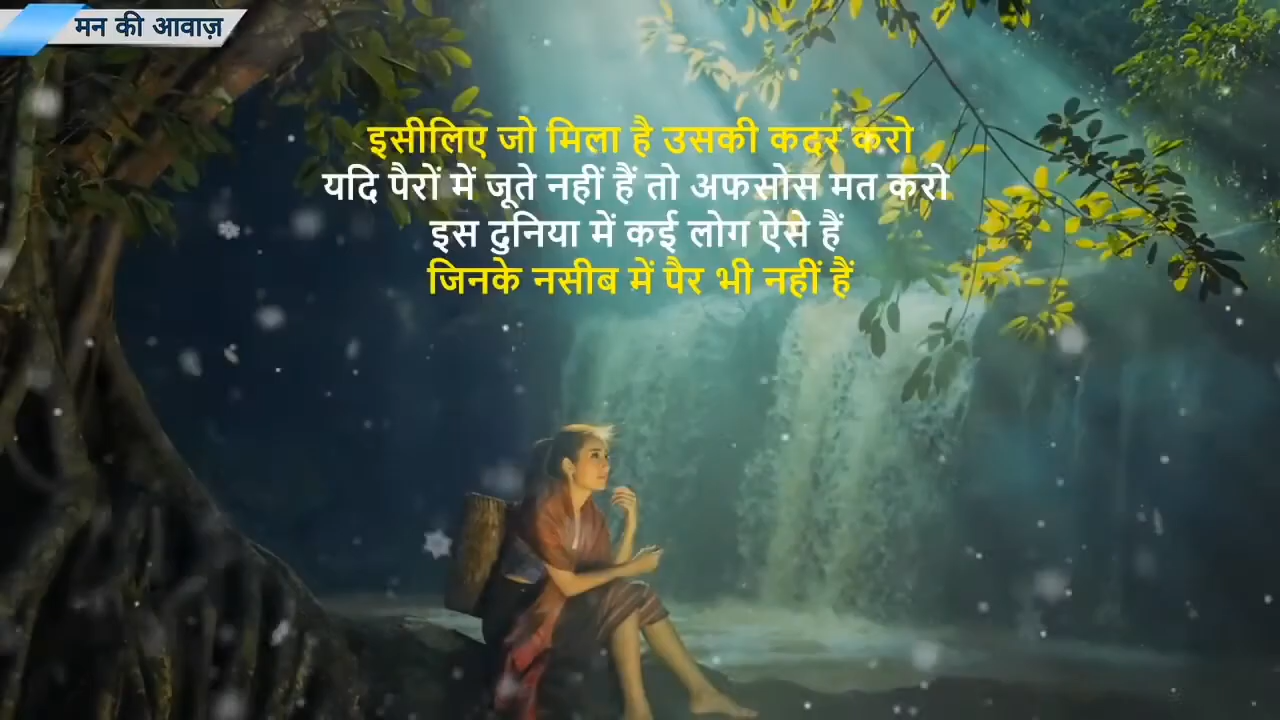 मन की आवाज़
इसीलिए जो मिला है उसकी कदर करो
यदि पैरों में जूते नहीं हैं तो अफसोस मत करो
इस दुनिया में कई लोग ऐसे हैं
जिनके नसीब में पैर भी नहीं हैं